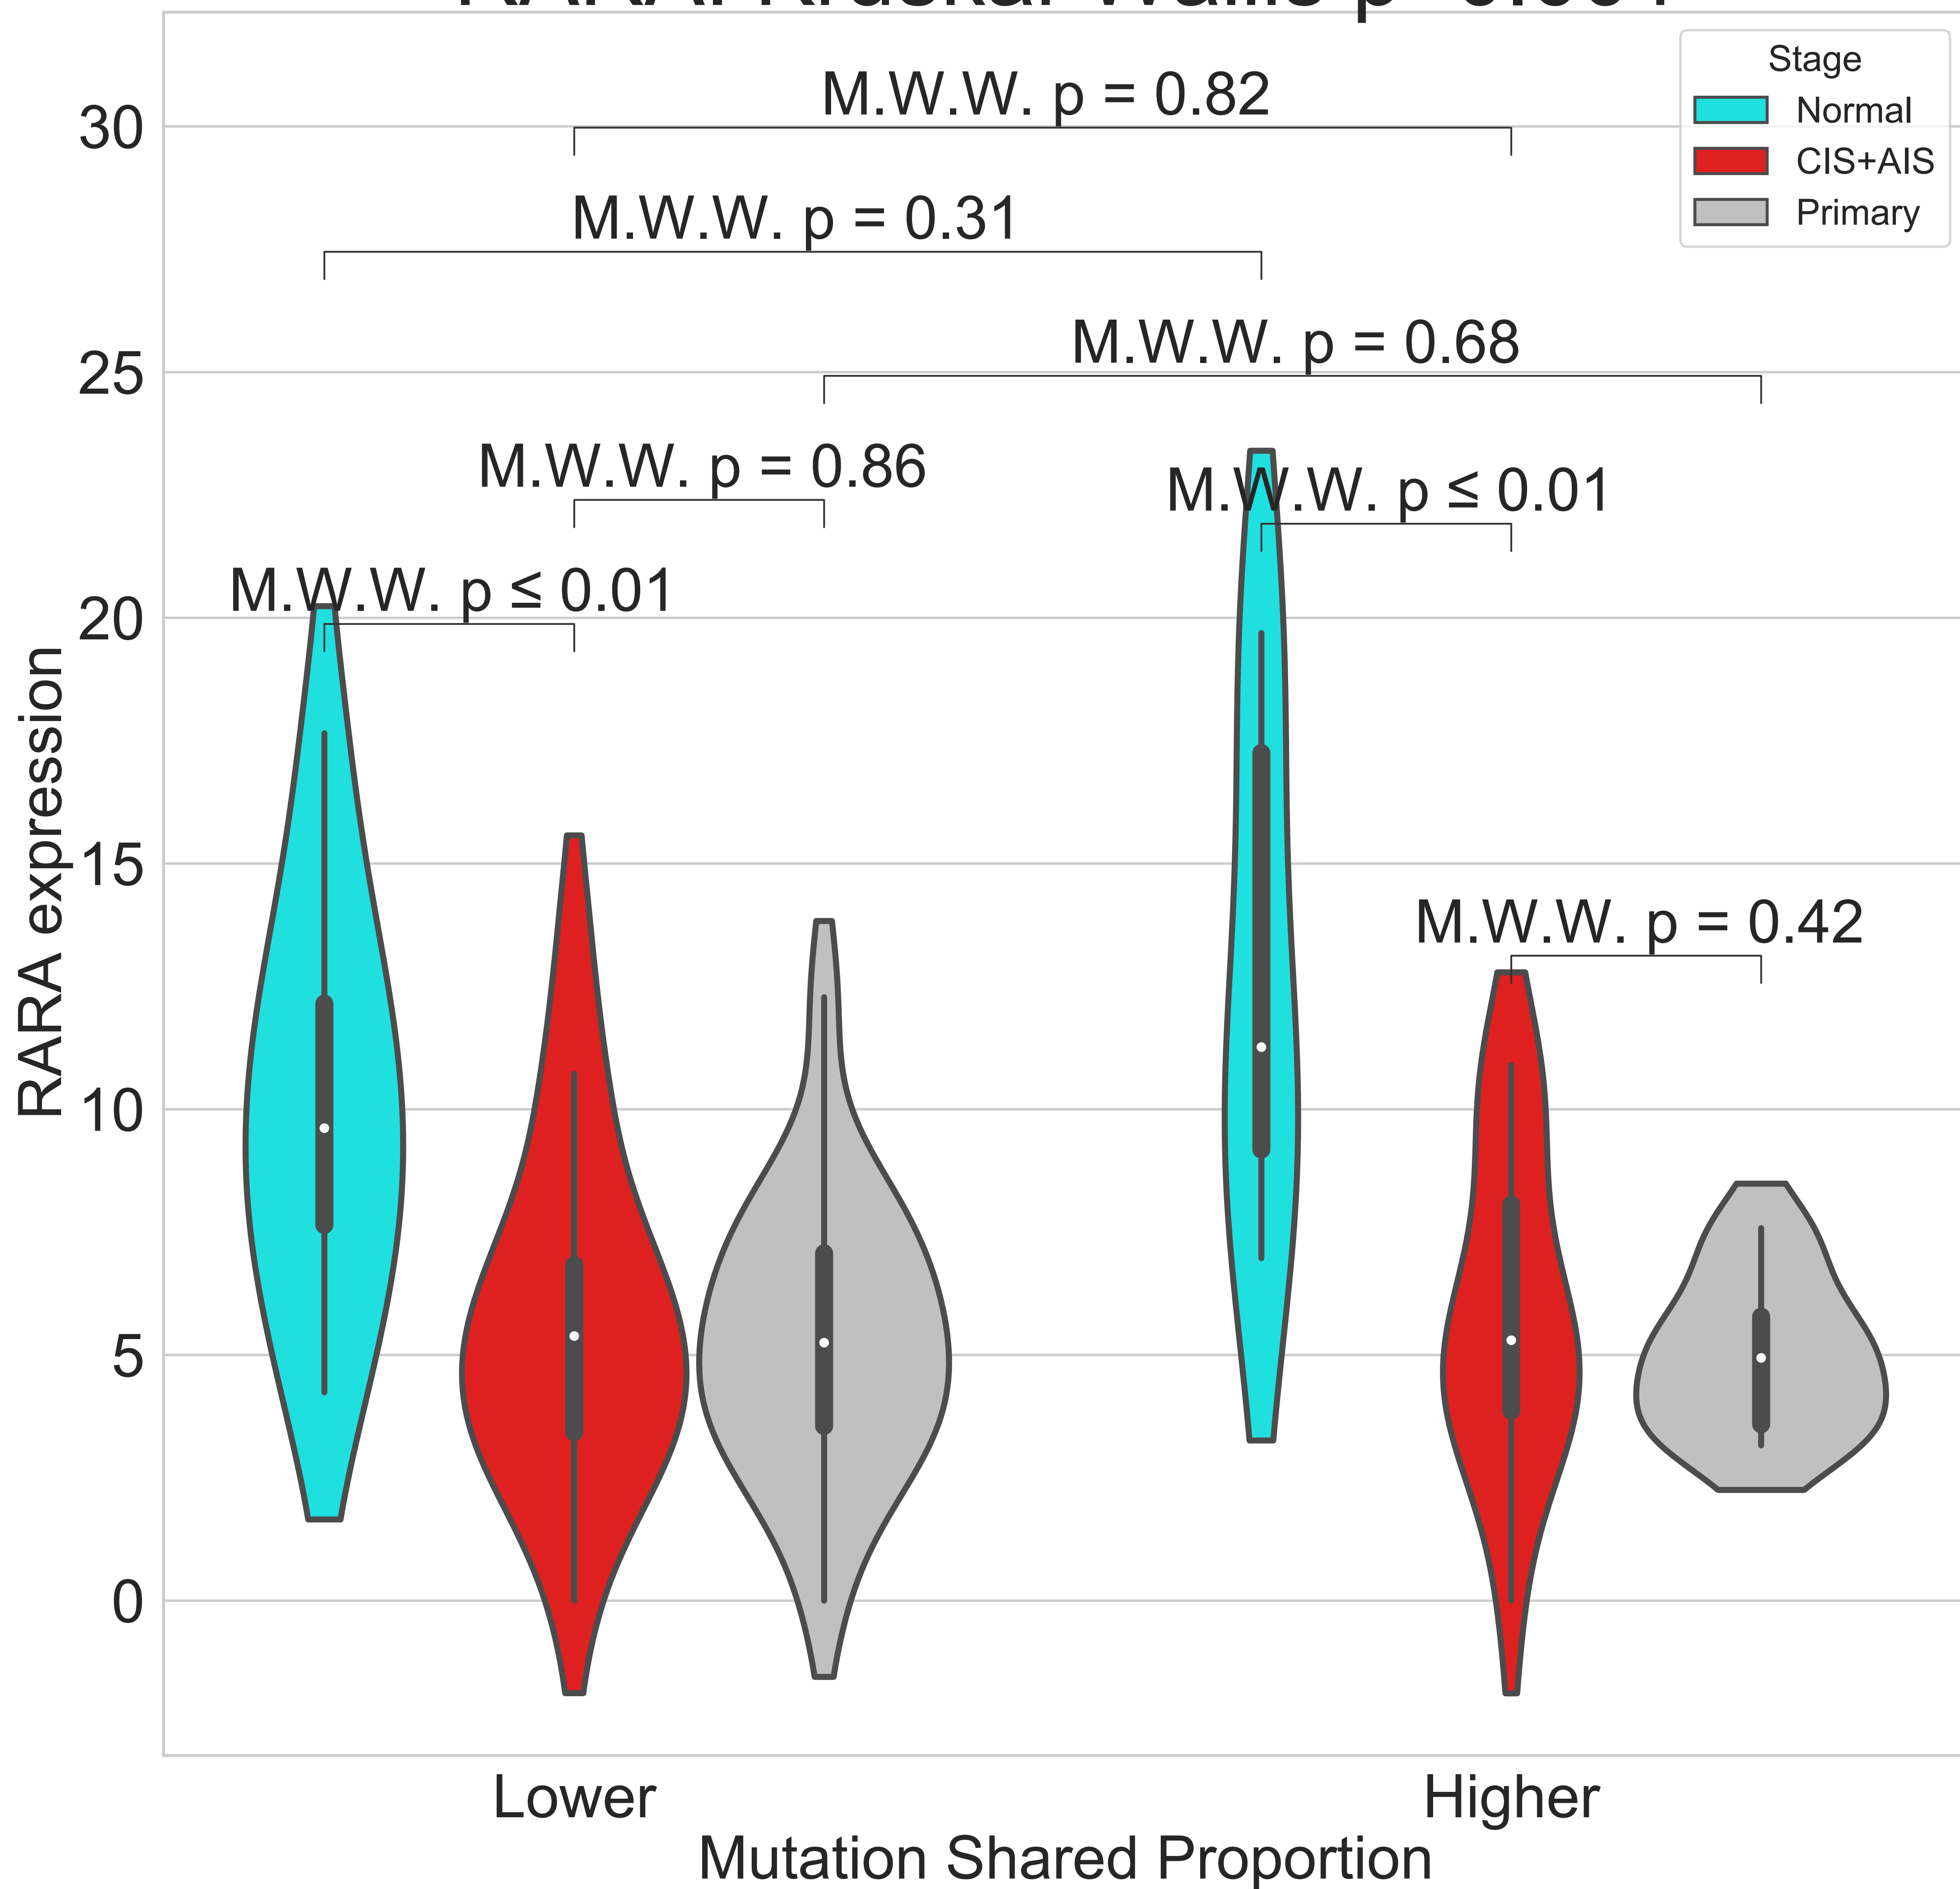 Stage
Normal
CIS+AIS
Primary
M.W.W. p = 0.82
M.W.W. p = 0.31
M.W.W. p = 0.68
M.W.W. p = 0.86
M.W.W. p ≤ 0.01
M.W.W. p ≤ 0.01
M.W.W. p = 0.42
30
25
20
15
10
5
0
RARA expression
Lower
Higher
Mutation Shared Proportion